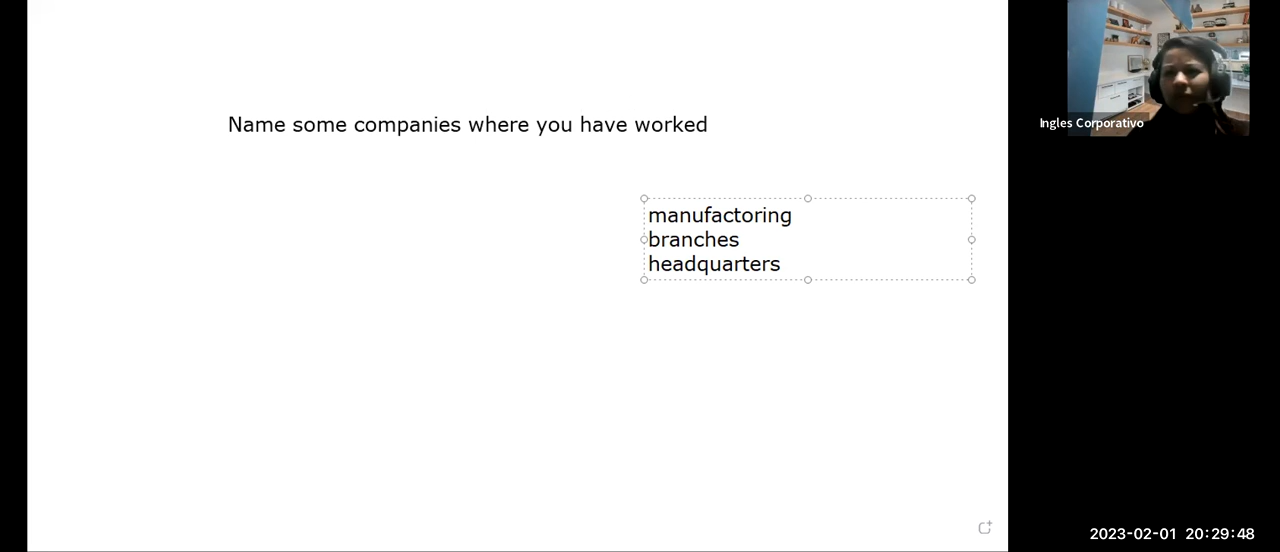 Name some companies where you have worked
manufactoring
branches
headquarters
Ingles Corporativo
2023-02-01 20:29:48